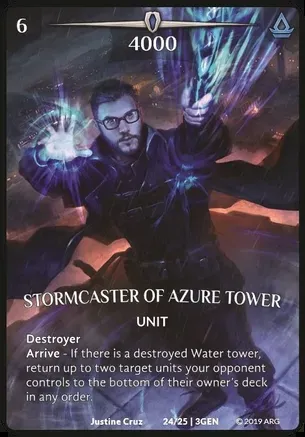 6
4000
STORMCASTER OF AZURE TOWER
UNIT
Destroyer
Arrive - If there is a destroyed Water tower,
return up to two target units your opponent
controls to the bottom of their owner's deck
in any order.
Justine Cruz 24/25 | 3GEN © 2019 ARG